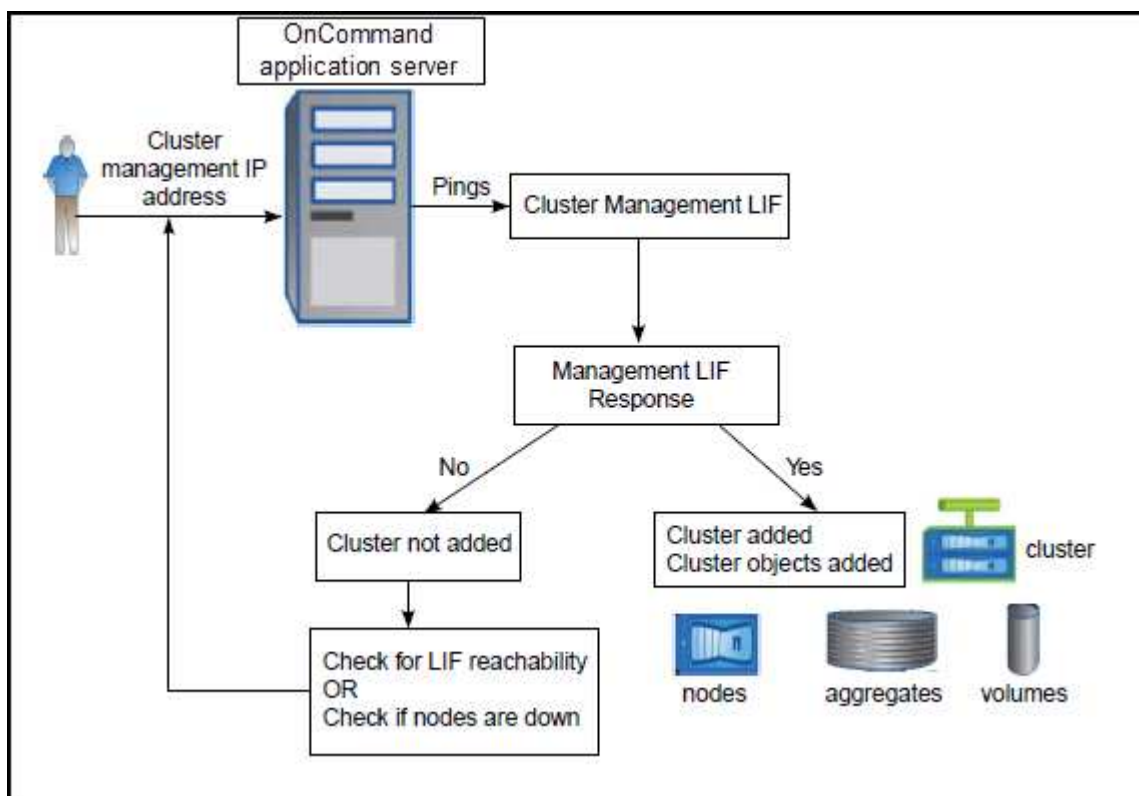 OnCommand
application server
Cluster
management IP
address
Pings
Cluster Management LIF
Management LIF
Response
No
Yes
Cluster not added
Cluster added
Cluster objects added
cluster
Check for LIF reachability
OR
Check if nodes are down
nodes
aggregates
volumes